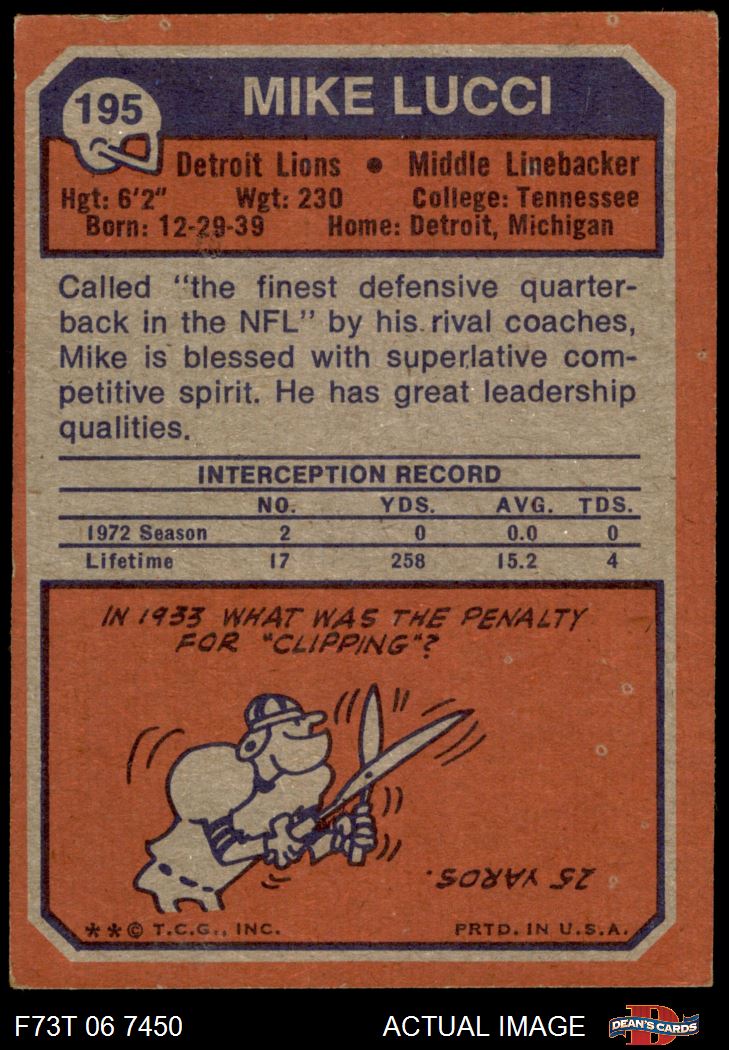 195
MIKE LUCCI
Detroit Lions • Middle Linebacker
Hgt: 6'2" Wgt: 230 College: Tennessee
Born: 12-29-39 Home: Detroit, Michigan
Called "the finest defensive quarter-
back in the NFL" by his rival coaches,
Mike is blessed with superlative com-
petitive spirit. He has great leadership
qualities.
INTERCEPTION RECORD
NO. YDS. AVG. TDS.
1972 Season 2 0 0.0 0
Lifetime 17 258 15.2 4
IN 1933 WHAT WAS THE PENALTY
FOR "CLIPPING"?
25 YARDS.
**© T.C.G., INC. PRTD. IN U.S.A.
F73T 06 7450 ACTUAL IMAGE
D
DEAN'S CARDS